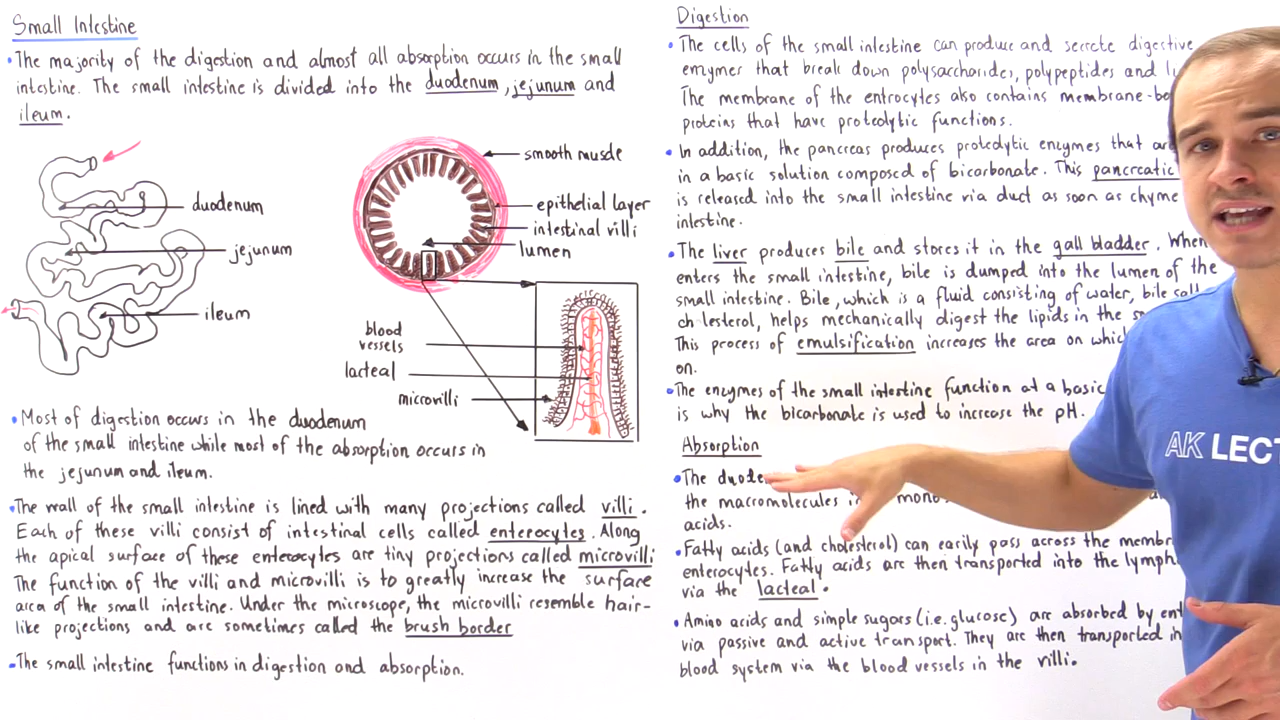 Small Intestine
• The majority of the digestion and almost all absorption occurs in the small
intestine. The small intestine is divided into the duodenum, jejunum and
ileum.
duodenum
jejunum
ileum
smooth muscle
epithelial layer
intestinal villi
lumen
blood
vessels
lacteal
microvilli
• Most of digestion occurs in the duodenum
of the small intestine while most of the absorption occurs in
the jejunum and ileum.
• The wall of the small intestine is lined with many projections called villi.
Each of these villi consist of intestinal cells called enterocytes. Along
the apical surface of these enterocytes are tiny projections called microvilli
The function of the villi and microvilli is to greatly increase the surface
area of the small intestine. Under the microscope, the microvilli resemble hair-
like projections and are sometimes called the brush border
• The small intestine functions in digestion and absorption.
Digestion
• The cells of the small intestine can produce and secrete digestive
enzymes that break down polysaccharides, polypeptides and
The membrane of the entrocytes also contains membrane-bo
proteins that have proteolytic functions.
• In addition, the pancreas produces proteolytic enzymes that
in a basic solution composed of bicarbonate. This pancreatic
is released into the small intestine via duct as soon as chyme
intestine.
• The liver produces bile and stores it in the gall bladder. When
enters the small intestine, bile is dumped into the lumen of the
small intestine. Bile, which is a fluid consisting of water, bile
ch lesterol, helps mechanically digest the lipids in the
This process of emulsification increases the area on which
on.
• The enzymes of the small intestine function at a basic
is why the bicarbonate is used to increase the pH.
Absorption
• The duode
the macromolecules mono
acids.
• Fatty acids (and cholesterol) can easily pass across the membr
enterocytes. Fatty acids are then transported into the lymph
via the lacteal.
• Amino acids and simple sugars (i.e. glucose) are absorbed by ent
via passive and active transport. They are then transported in
blood system via the blood vessels in the villi.
AK LECT